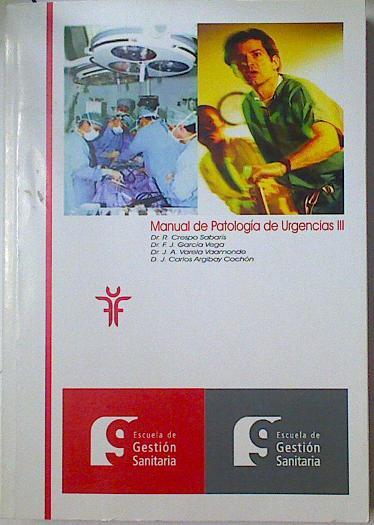 Manual de Patología de Urgencias III
Dr. R. Crespo Sabarís
Dr. F. J. García Vega
Dr. J. A. Varela Vaamonde
D. J. Carlos Argibay Cochón
Escuela de
Gestión
Sanitaria
Escuela de
Gestión
Sanitaria